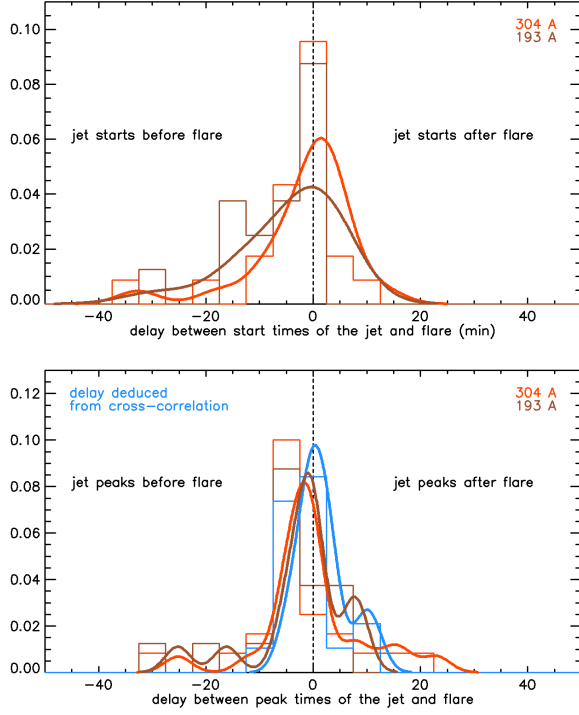 0.10
304 A
193 A
0.08
jet starts before flare
jet starts after flare
0.06
0.04
0.02
0.00
−40 −20 0 20 40
delay between start times of the jet and flare (min)
0.12
delay deduced
from cross−correlation
304 A
193 A
0.10
jet peaks before flare
jet peaks after flare
0.08
0.06
0.04
0.02
0.00
−40 −20 0 20 40
delay between peak times of the jet and flare